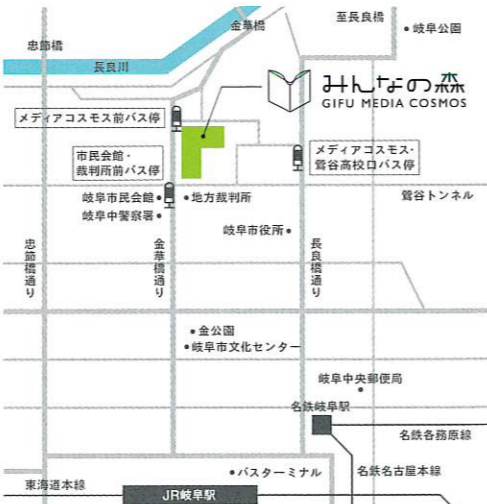 忠節橋
金華橋
至長良橋
岐阜公園
長良川
みんなの森
GIFU MEDIA COSMOS
メディアコスモス前バス停
市民会館・
裁判所前バス停
メディアコスモス・
鶯谷高校口バス停
岐阜市民会館
地方裁判所
鶯谷トンネル
岐阜中警察署
岐阜市役所
忠節橋通り
金華橋通り
長良橋通り
金公園
岐阜市文化センター
岐阜中央郵便局
名鉄岐阜駅
名鉄各務原線
バスターミナル
名鉄名古屋本線
東海道本線
JR岐阜駅